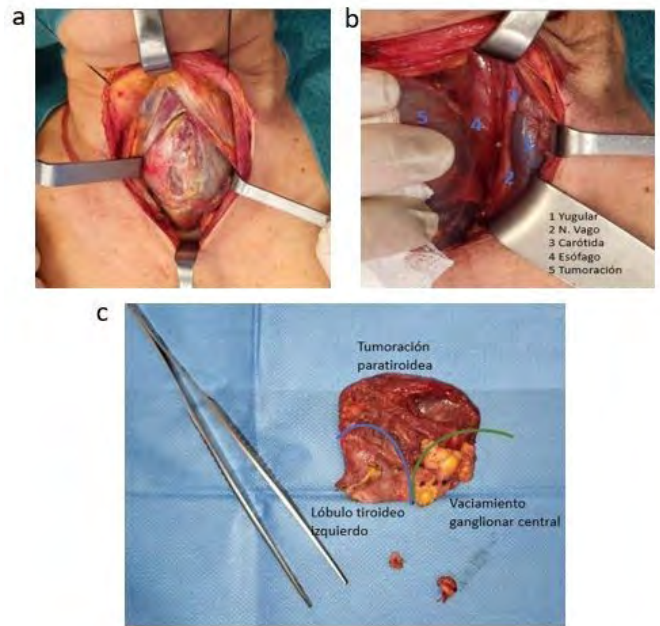 a
b
5
4
3
1
2
1 Yugular
2 N. Vago
3 Carótida
4 Esófago
5 Tumoración
c
Tumoración
paratiroidea
Lóbulo tiroideo
izquierdo
Vaciamiento
ganglionar central